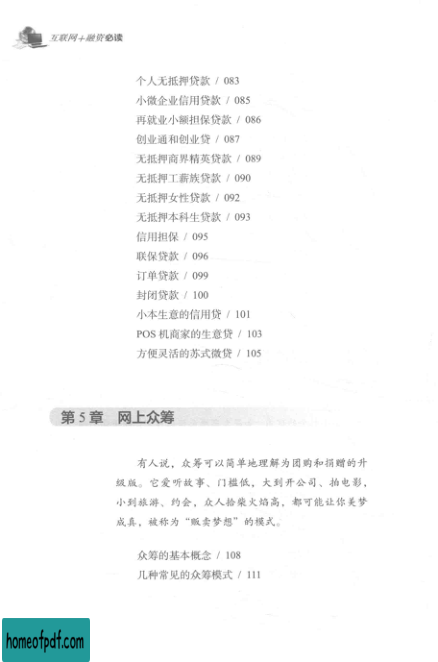 互联网+融资必读
个人无抵押贷款 / 083
小微企业信用贷款 / 085
再就业小额担保贷款 / 086
创业通和创业贷 / 087
无抵押商界精英贷款 / 089
无抵押工薪族贷款 / 090
无抵押女性贷款 / 092
无抵押本科生贷款 / 093
信用担保 / 095
联保贷款 / 096
订单贷款 / 099
封闭贷款 / 100
小本生意的信用贷 / 101
POS 机商家的生意贷 / 103
方便灵活的苏式微贷 / 105
第 5 章 网上众筹
有人说，众筹可以简单地理解为团购和捐赠的升
级版。它爱听故事、门槛低，大到开公司、拍电影，
小到旅游、约会，众人拾柴火焰高，都可能让你美梦
成真，被称为“贩卖梦想”的模式。
众筹的基本概念 / 108
几种常见的众筹模式 / 111
homeofpdf.com